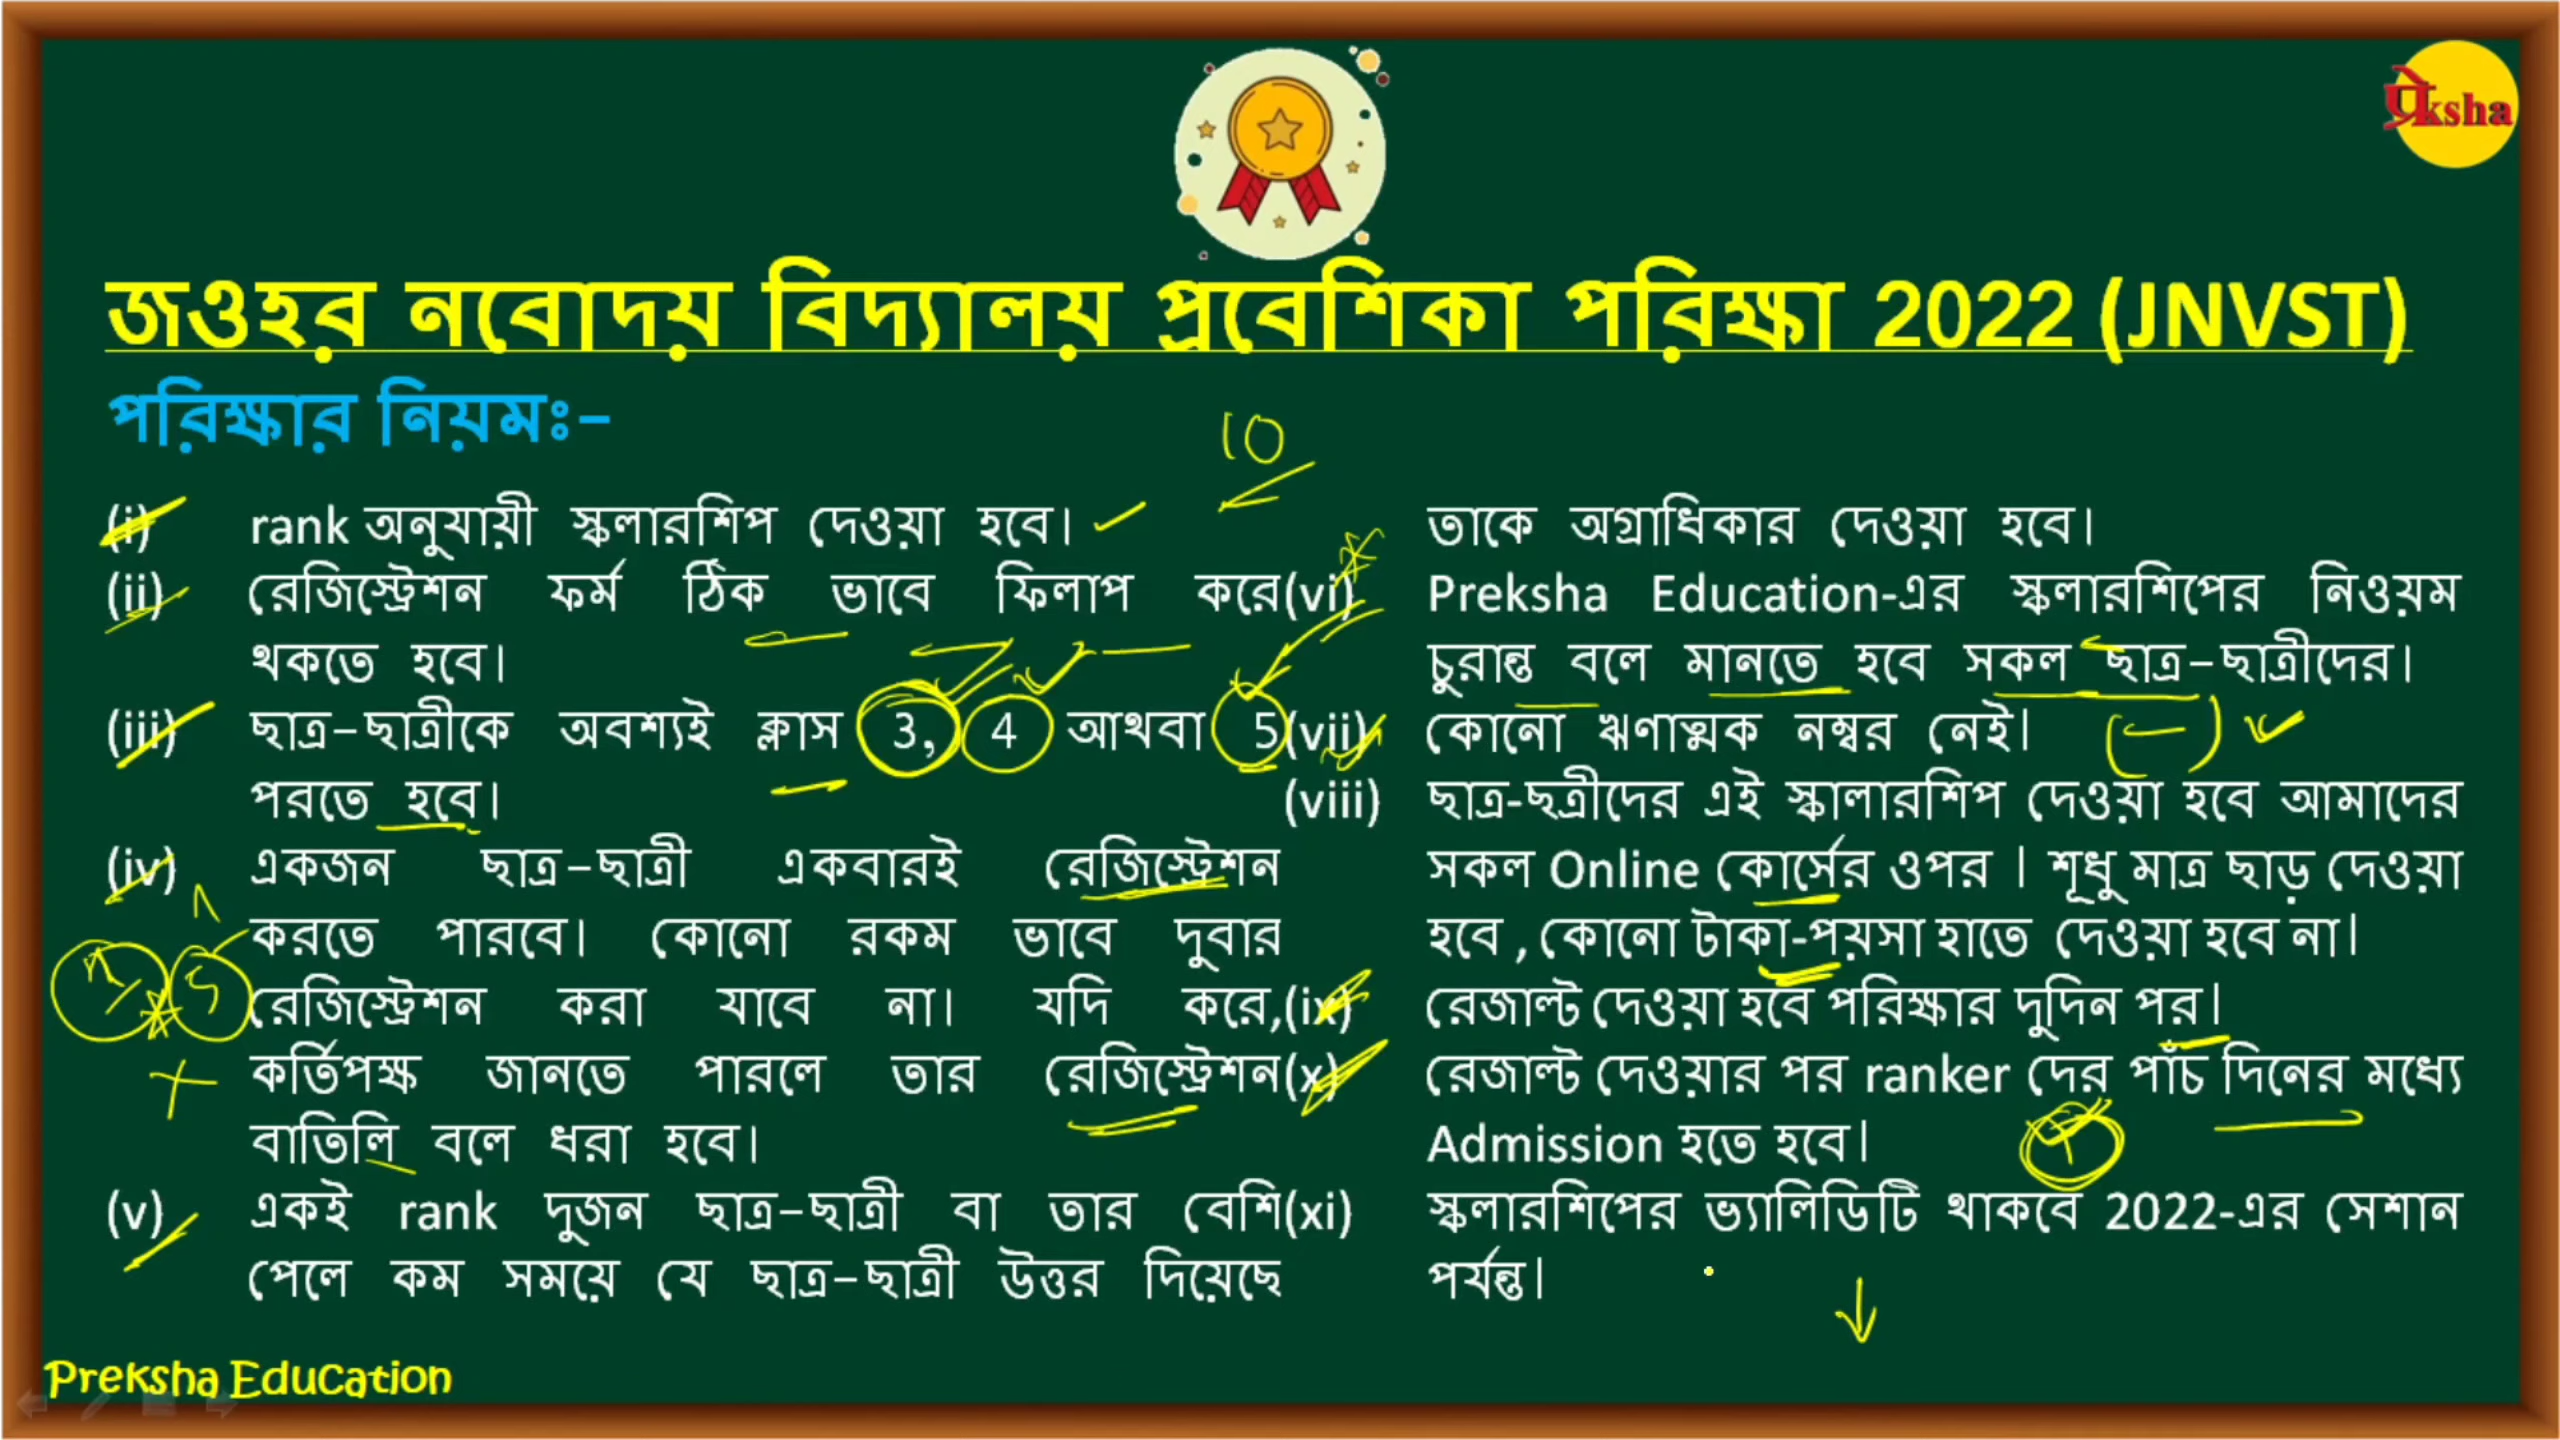 प्रेksha
জওহর নবোদয় বিদ্যালয় প্রবেশিকা পরিক্ষা 2022 (JNVST)
পরিক্ষার নিয়মঃ-
10
(i) rank অনুযায়ী স্কলারশিপ দেওয়া হবে।
(ii) রেজিস্ট্রেশন ফর্ম ঠিক ভাবে ফিলাপ করে
থকতে হবে।
(iii) ছাত্র-ছাত্রীকে অবশ্যই ক্লাস 3, 4 আথবা 5
পরতে হবে।
(iv) একজন ছাত্র-ছাত্রী একবারই রেজিস্ট্রেশন
করতে পারবে। কোনো রকম ভাবে দুবার
রেজিস্ট্রেশন করা যাবে না। যদি করে,
কর্তিপক্ষ জানতে পারলে তার রেজিস্ট্রেশন
বাতিলি বলে ধরা হবে।
(v) একই rank দুজন ছাত্র-ছাত্রী বা তার বেশি
পেলে কম সময়ে যে ছাত্র-ছাত্রী উত্তর দিয়েছে
তাকে অগ্রাধিকার দেওয়া হবে।
(vi) Preksha Education-এর স্কলারশিপের নিওয়ম
চুরান্ত বলে মানতে হবে সকল ছাত্র-ছাত্রীদের।
(vii) কোনো ঋণাত্মক নম্বর নেই। (-)
(viii) ছাত্র-ছত্রীদের এই স্কালারশিপ দেওয়া হবে আমাদের
সকল Online কোর্সের ওপর । শূধু মাত্র ছাড় দেওয়া
হবে , কোনো টাকা-পয়সা হাতে দেওয়া হবে না।
(ix) রেজাল্ট দেওয়া হবে পরিক্ষার দুদিন পর।
(x) রেজাল্ট দেওয়ার পর ranker দের পাঁচ দিনের মধ্যে
Admission হতে হবে।
(xi) স্কলারশিপের ভ্যালিডিটি থাকবে 2022-এর সেশান
পর্যন্ত।
Preksha Education